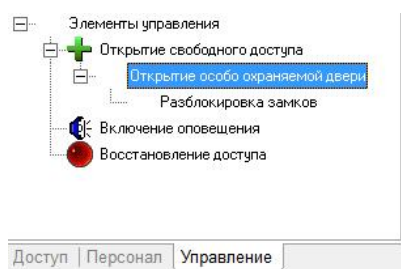 Элементы управления
Открытие свободного доступа
Открытие особо охраняемой двери
Разблокировка замков
Включение оповещения
Восстановление доступа
Доступ Персонал Управление